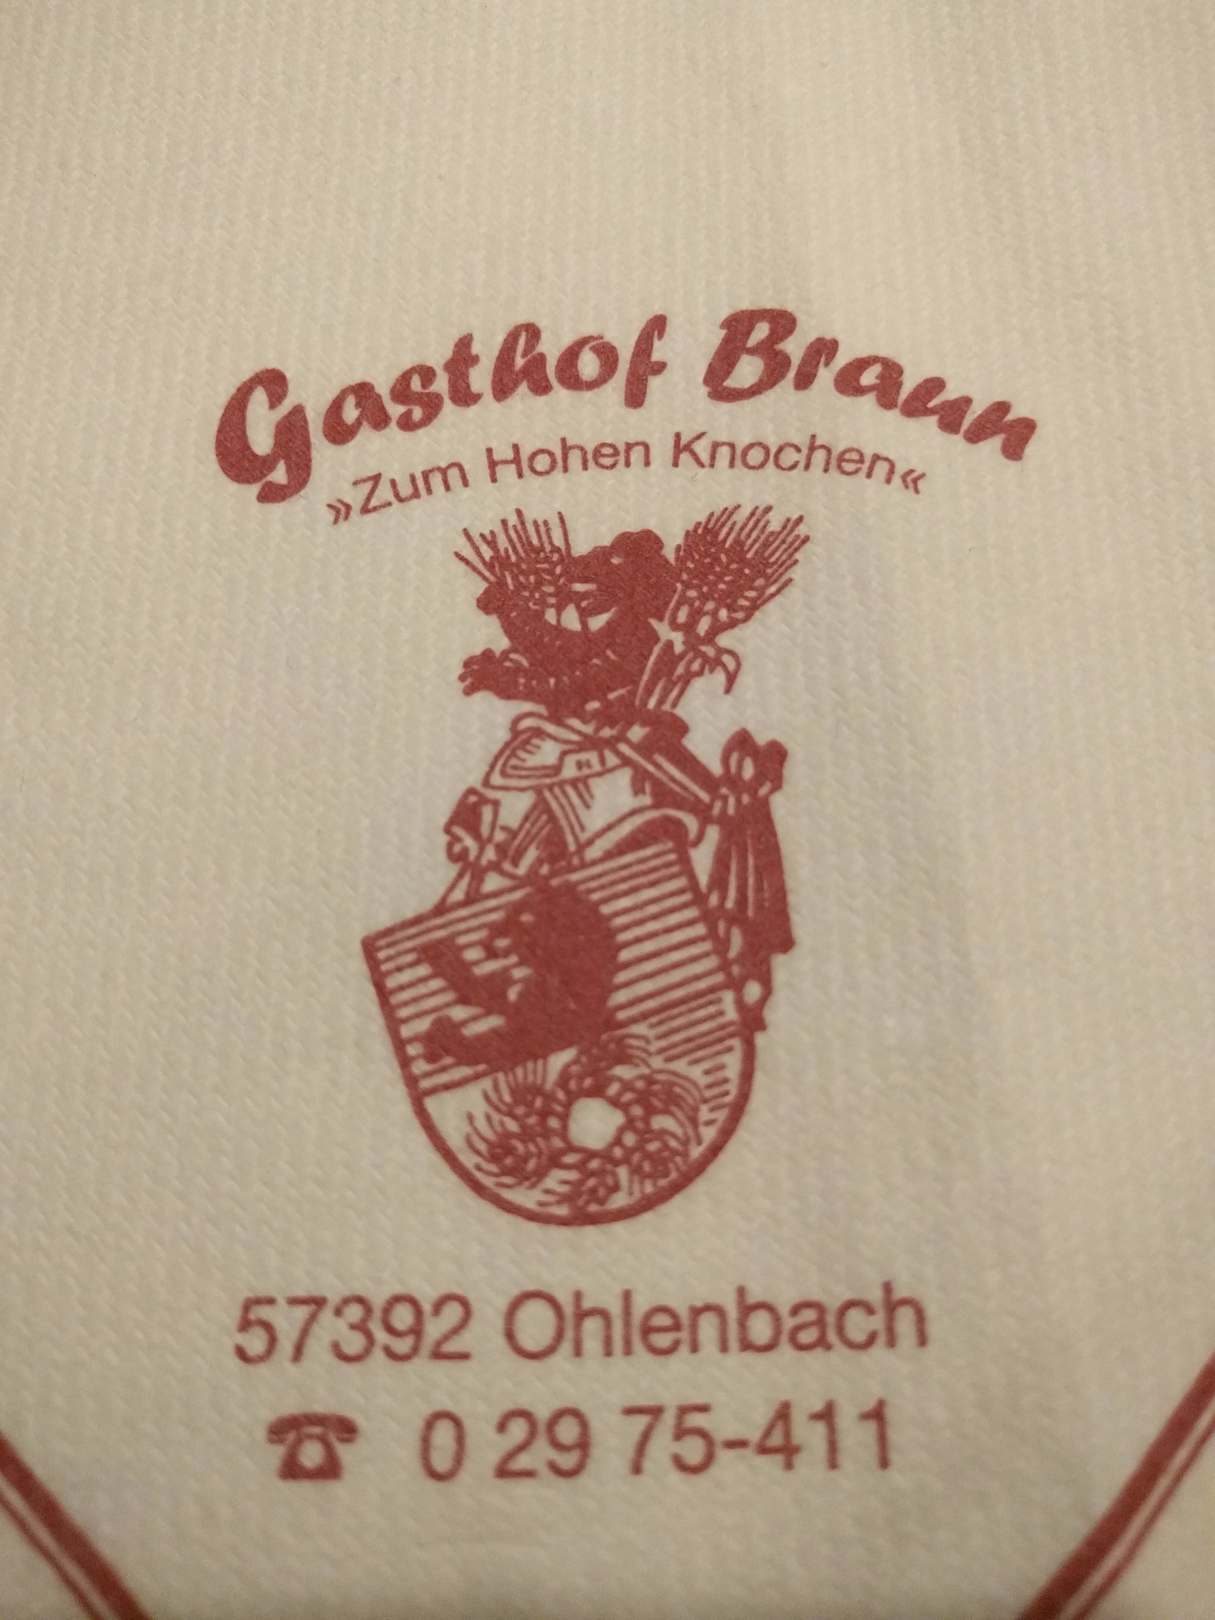 Gasthof Braun
»Zum Hohen Knochen«
57392 Ohlenbach
☎ 0 29 75-411